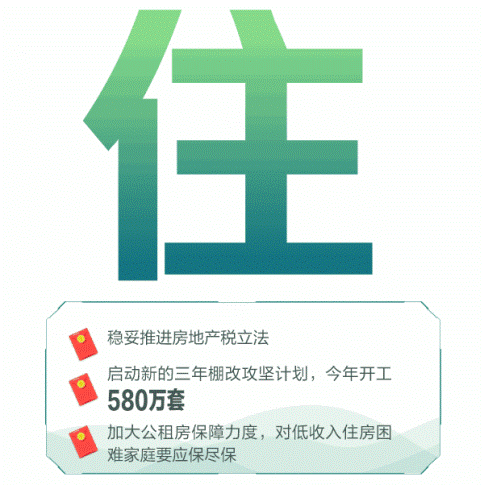 住
稳妥推进房地产税立法
启动新的三年棚改攻坚计划，今年开工
580万套
加大公租房保障力度，对低收入住房困
难家庭要应保尽保